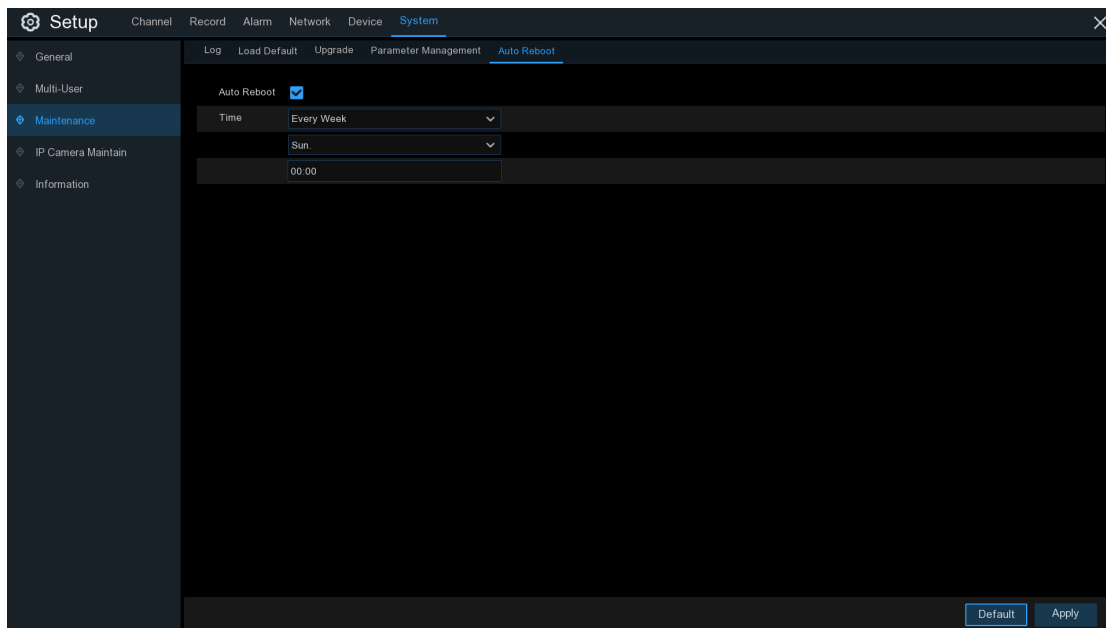 Setup Channel Record Alarm Network Device System
General
Multi-User
Maintenance
IP Camera Maintain
Information
Log Load Default Upgrade Parameter Management Auto Reboot
Auto Reboot
Time Every Week
Sun.
00:00
Default Apply